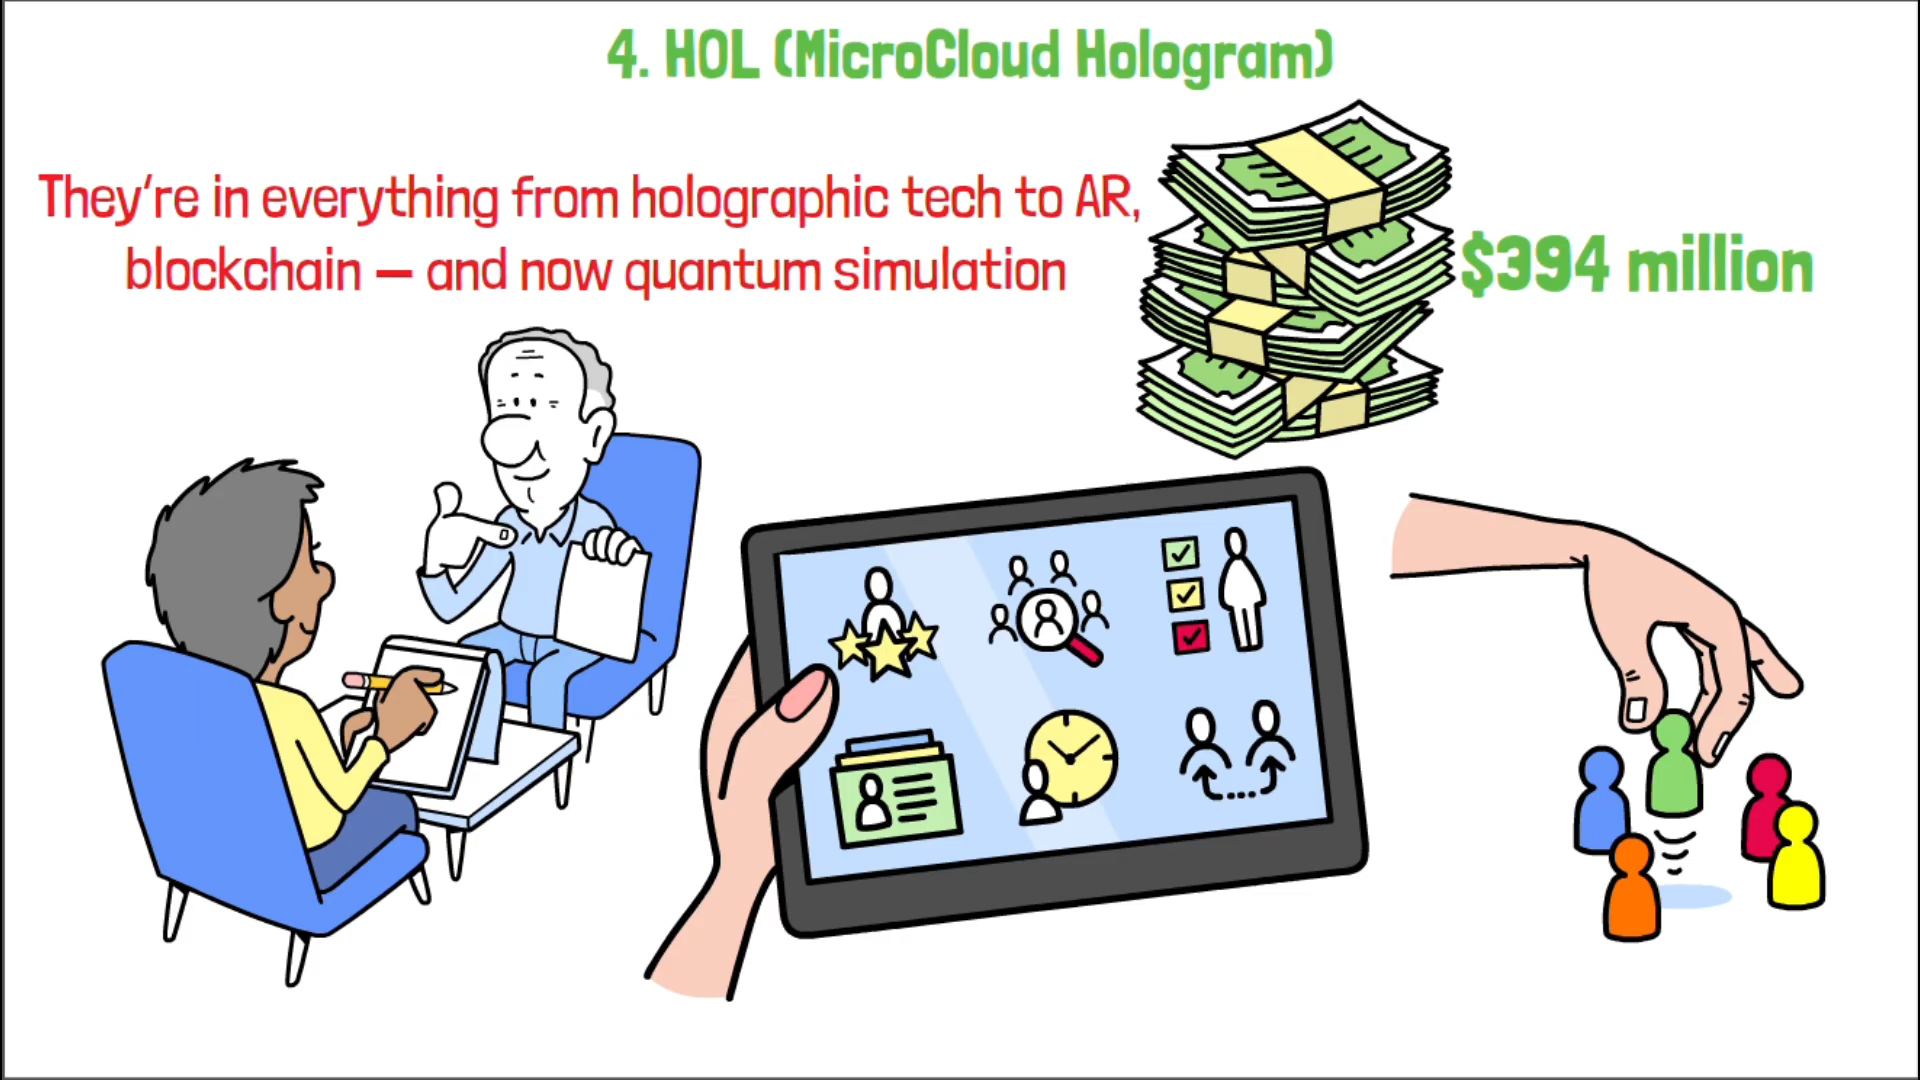 4. HOL (MicroCloud Hologram)
They're in everything from holographic tech to AR,
blockchain — and now quantum simulation
$394 million